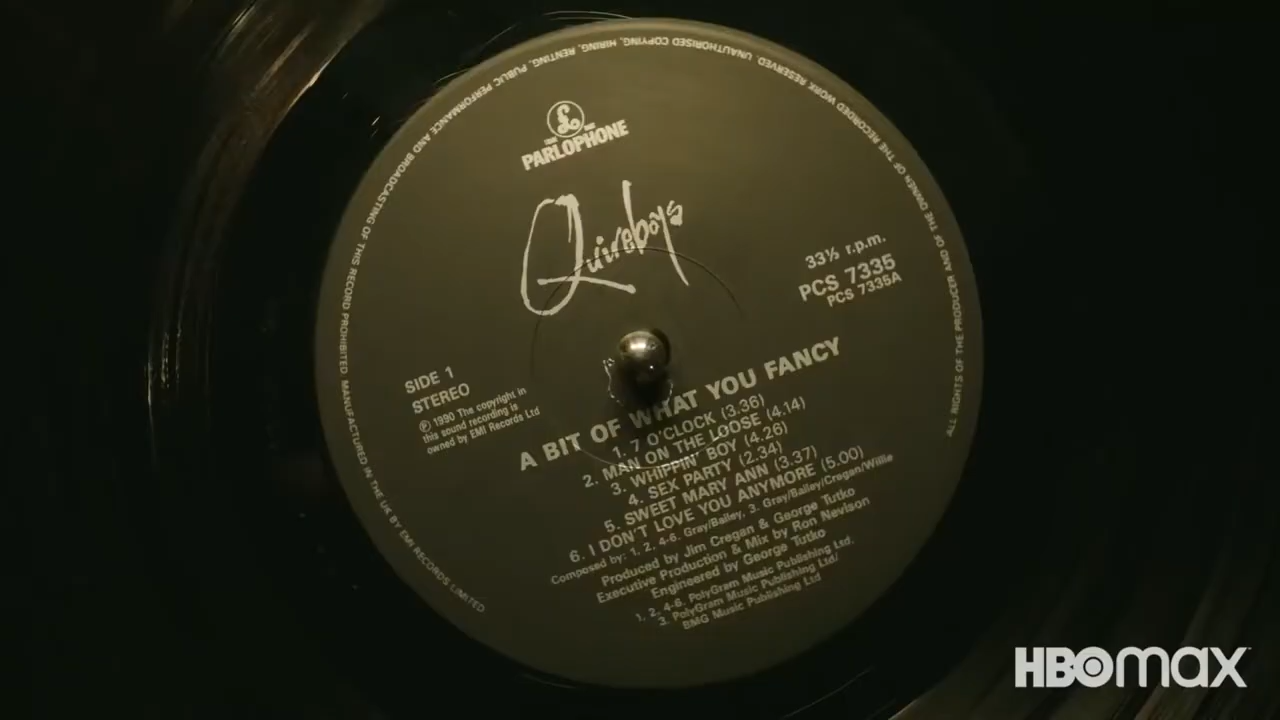 UNAUTHORISED COPYING, HIRING, RENTING, PUBLIC PERFORMANCE AND BROADCASTING OF THIS RECORD PROHIBITED. MANUFACTURED IN THE UK BY EMI RECORDS LIMITED
ALL RIGHTS OF THE PRODUCER AND OF THE OWNER OF THE RECORDED WORK RESERVED.
£
PARLOPHONE
Quireboys
33⅓ r.p.m.
PCS 7335
PCS 7335A
SIDE 1
STEREO
℗ 1990 The copyright in
this sound recording is
owned by EMI Records Ltd
A BIT OF WHAT YOU FANCY
1. 7 O'CLOCK (3.36)
2. MAN ON THE LOOSE (4.14)
3. WHIPPIN' BOY (4.26)
4. SEX PARTY (2.34)
5. SWEET MARY ANN (3.37)
6. I DON'T LOVE YOU ANYMORE (5.00)
Composed by: 1. 2. 4-6. Gray/Bailey, 3. Gray/Bailey/Cregan/Willie
Produced by Jim Cregan & George Tutko
Executive Production & Mix by Ron Nevison
Engineered by George Tutko
1. 2. 4-6. PolyGram Music Publishing Ltd.
3. PolyGram Music Publishing Ltd/
BMG Music Publishing Ltd
HBOMAX